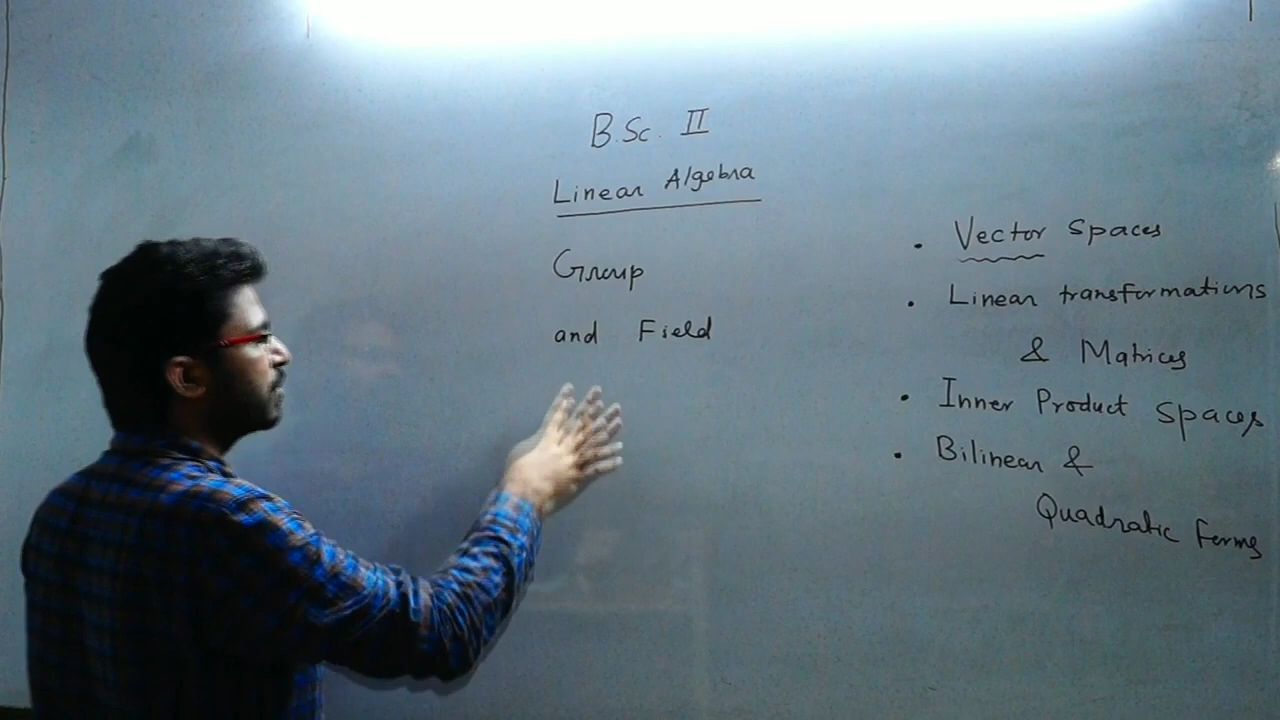 B.Sc. II
Linear Algebra
Group
and Field
. Vector Spaces
. Linear transformations
& Matrices
. Inner Product Spaces
. Bilinear &
Quadratic Forms